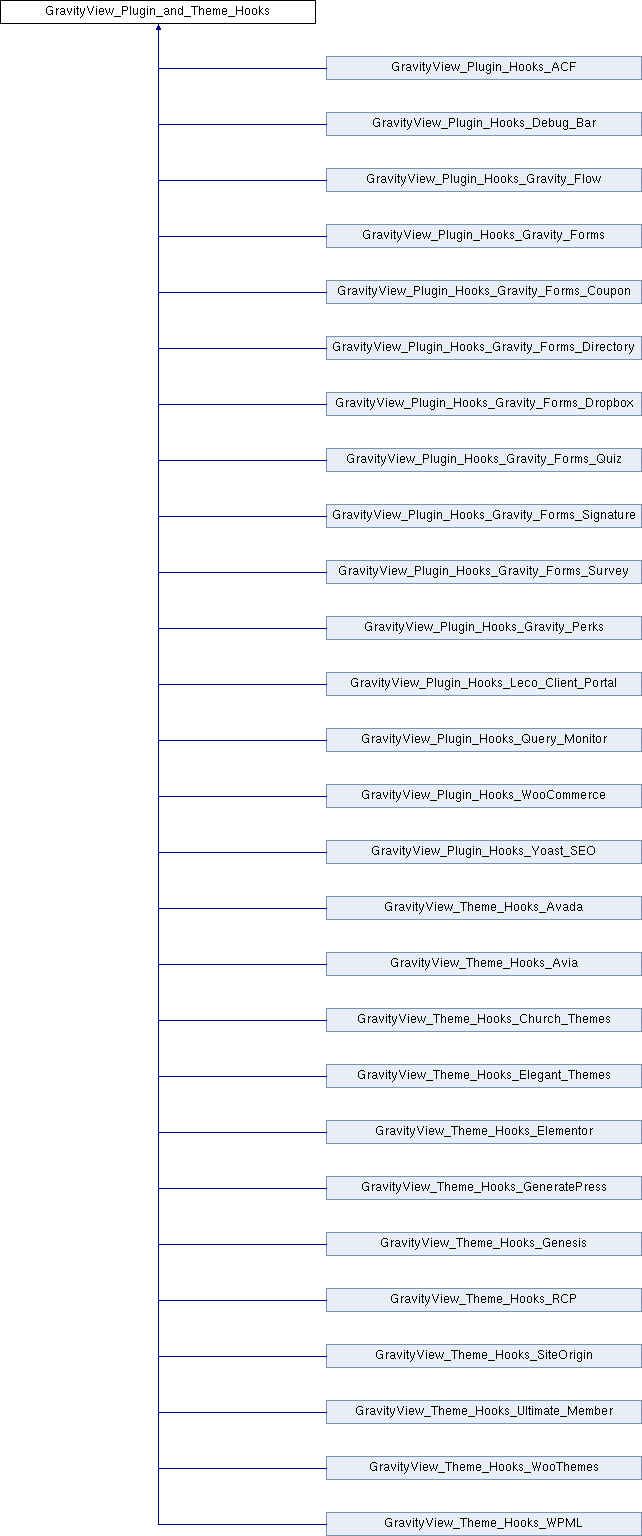 GravityView_Plugin_and_Theme_Hooks
GravityView_Plugin_Hooks_ACF
GravityView_Plugin_Hooks_Debug_Bar
GravityView_Plugin_Hooks_Gravity_Flow
GravityView_Plugin_Hooks_Gravity_Forms
GravityView_Plugin_Hooks_Gravity_Forms_Coupon
GravityView_Plugin_Hooks_Gravity_Forms_Directory
GravityView_Plugin_Hooks_Gravity_Forms_Dropbox
GravityView_Plugin_Hooks_Gravity_Forms_Quiz
GravityView_Plugin_Hooks_Gravity_Forms_Signature
GravityView_Plugin_Hooks_Gravity_Forms_Survey
GravityView_Plugin_Hooks_Gravity_Perks
GravityView_Plugin_Hooks_Leco_Client_Portal
GravityView_Plugin_Hooks_Query_Monitor
GravityView_Plugin_Hooks_WooCommerce
GravityView_Plugin_Hooks_Yoast_SEO
GravityView_Theme_Hooks_Avada
GravityView_Theme_Hooks_Avia
GravityView_Theme_Hooks_Church_Themes
GravityView_Theme_Hooks_Elegant_Themes
GravityView_Theme_Hooks_Elementor
GravityView_Theme_Hooks_GeneratePress
GravityView_Theme_Hooks_Genesis
GravityView_Theme_Hooks_RCP
GravityView_Theme_Hooks_SiteOrigin
GravityView_Theme_Hooks_Ultimate_Member
GravityView_Theme_Hooks_WooThemes
GravityView_Theme_Hooks_WPML